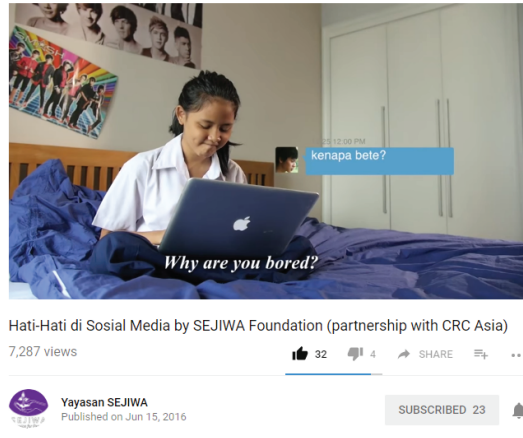 12:00 PM
kenapa bete?
Why are you bored?
Hati-Hati di Sosial Media by SEJIWA Foundation (partnership with CRC Asia)
7,287 views
32
4
SHARE
Yayasan SEJIWA
Published on Jun 15, 2016
SUBSCRIBED 23
SEJIWA